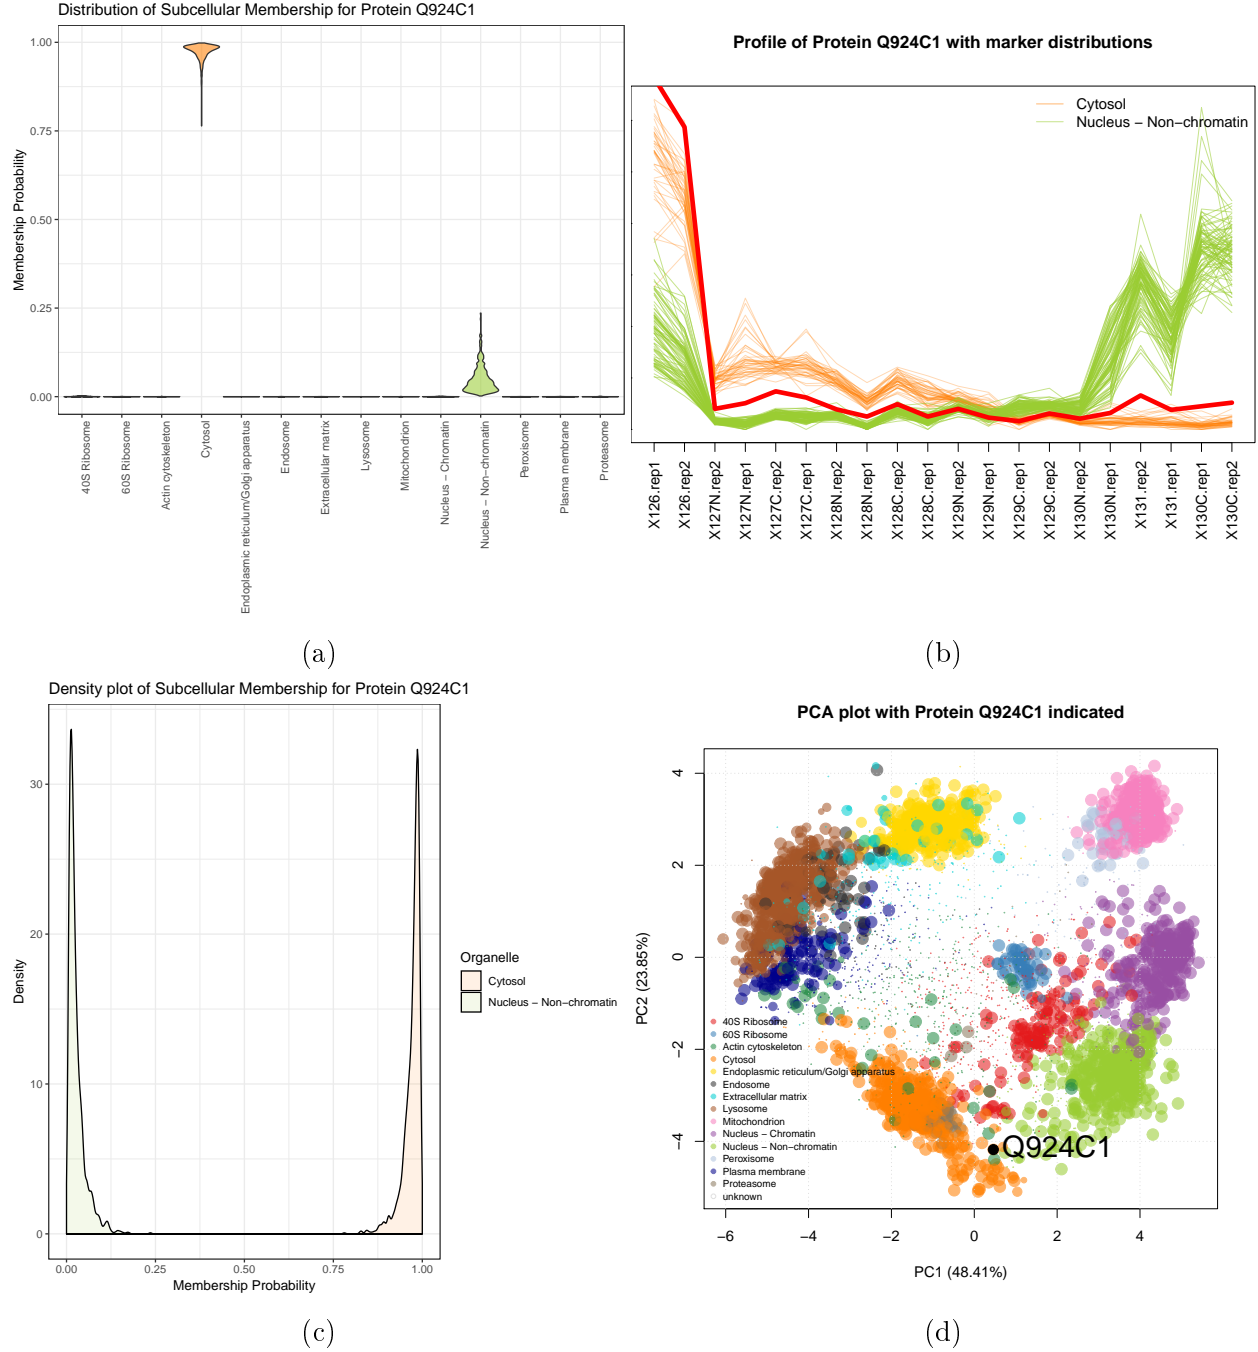 Distribution of Subcellular Membership for Protein Q924C1
Membership Probability
1.00
0.75
0.50
0.25
0.00
40S Ribosome
60S Ribosome
Actin cytoskeleton
Cytosol
Endoplasmic reticulum/Golgi apparatus
Endosome
Extracellular matrix
Lysosome
Mitochondrion
Nucleus − Chromatin
Nucleus − Non−chromatin
Peroxisome
Plasma membrane
Proteasome
(a)
Profile of Protein Q924C1 with marker distributions
Cytosol
Nucleus − Non−chromatin
X126.rep1
X126.rep2
X127N.rep2
X127N.rep1
X127C.rep2
X127C.rep1
X128N.rep2
X128N.rep1
X128C.rep2
X128C.rep1
X129N.rep2
X129N.rep1
X129C.rep1
X129C.rep2
X130N.rep2
X130N.rep1
X131.rep2
X131.rep1
X130C.rep1
X130C.rep2
(b)
Density plot of Subcellular Membership for Protein Q924C1
Density
30
20
10
0
0.00
0.25
0.50
0.75
1.00
Membership Probability
Organelle
Cytosol
Nucleus − Non−chromatin
(c)
PCA plot with Protein Q924C1 indicated
PC2 (23.85%)
4
2
0
−2
−4
40S Ribosome
60S Ribosome
Actin cytoskeleton
Cytosol
Endoplasmic reticulum/Golgi apparatus
Endosome
Extracellular matrix
Lysosome
Mitochondrion
Nucleus − Chromatin
Nucleus − Non−chromatin
Peroxisome
Plasma membrane
Proteasome
unknown
Q924C1
−6
−4
−2
0
2
4
PC1 (48.41%)
(d)